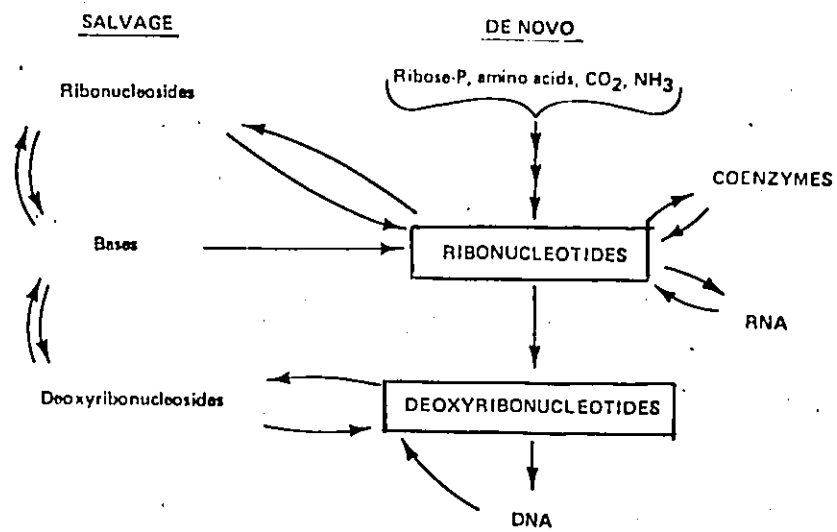 SALVAGE
DE NOVO
Ribonucleosides
Ribose-P, amino acids, CO₂, NH₃
COENZYMES
Bases
RIBONUCLEOTIDES
RNA
Deoxyribonucleosides
DEOXYRIBONUCLEOTIDES
DNA